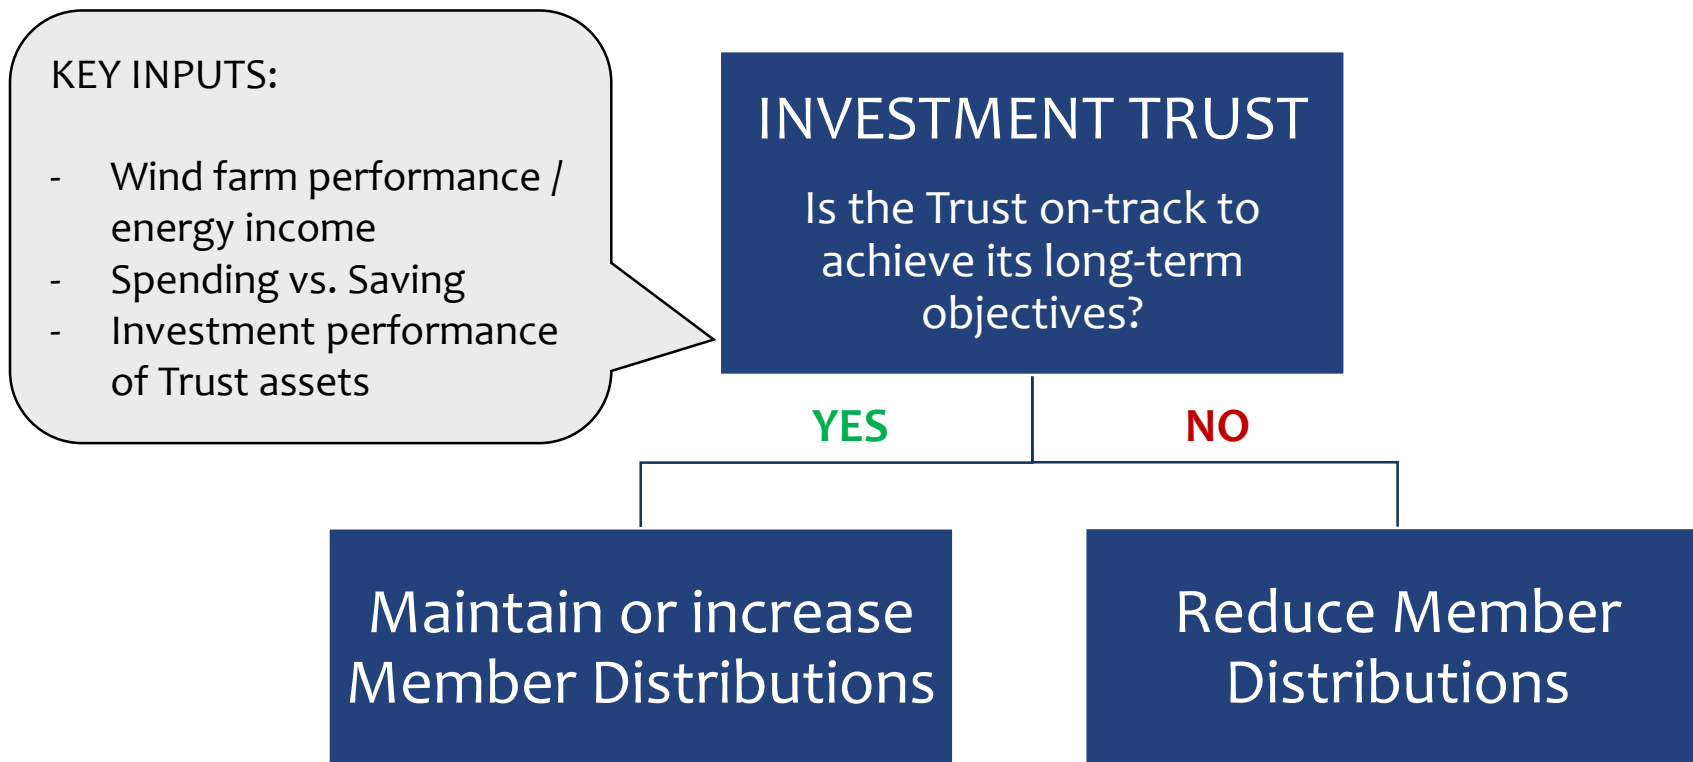 KEY INPUTS:
- Wind farm performance /
energy income
- Spending vs. Saving
- Investment performance
of Trust assets
INVESTMENT TRUST
Is the Trust on-track to
achieve its long-term
objectives?
YES
NO
Maintain or increase
Member Distributions
Reduce Member
Distributions